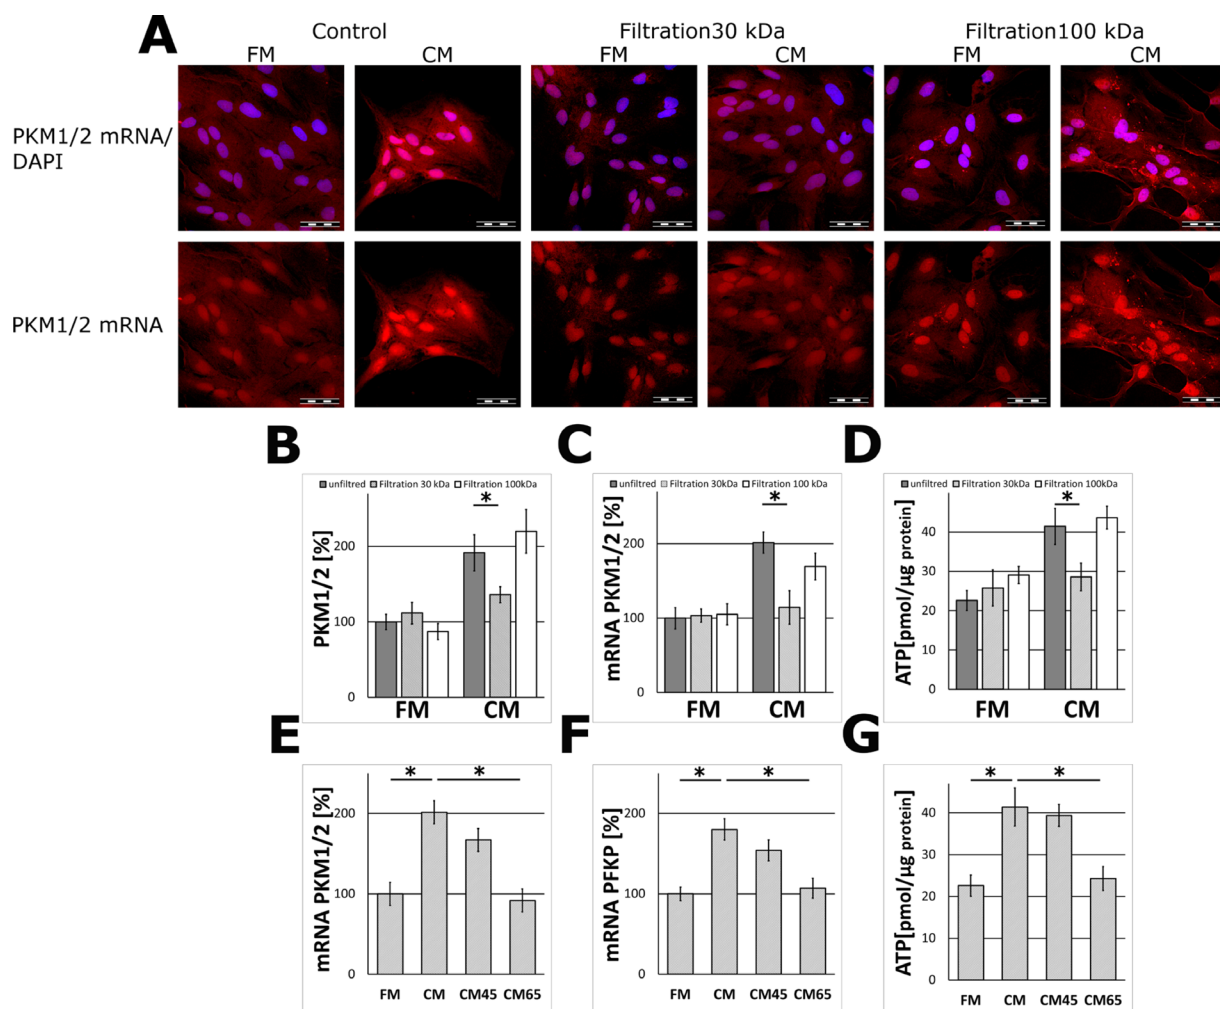 A
Control
Filtration30 kDa
Filtration100 kDa
FM
CM
FM
CM
FM
CM
PKM1/2 mRNA/
DAPI
PKM1/2 mRNA
B
unfiltred
Filtration 30 kDa
Filtration 100kDa
*
PKM1/2 [%]
200
100
0
FM
CM
C
unfiltred
Filtration 30kDa
Filtration 100 kDa
*
mRNA PKM1/2 [%]
200
100
0
FM
CM
D
unfiltred
Filtration 30kDa
Filtration 100kDa
*
ATP[pmol/µg protein]
40
30
20
10
0
FM
CM
E
*
*
mRNA PKM1/2 [%]
200
100
0
FM
CM
CM45
CM65
F
*
*
mRNA PFKP [%]
200
100
0
FM
CM
CM45
CM65
G
*
*
ATP[pmol/µg protein]
40
30
20
10
0
FM
CM
CM45
CM65